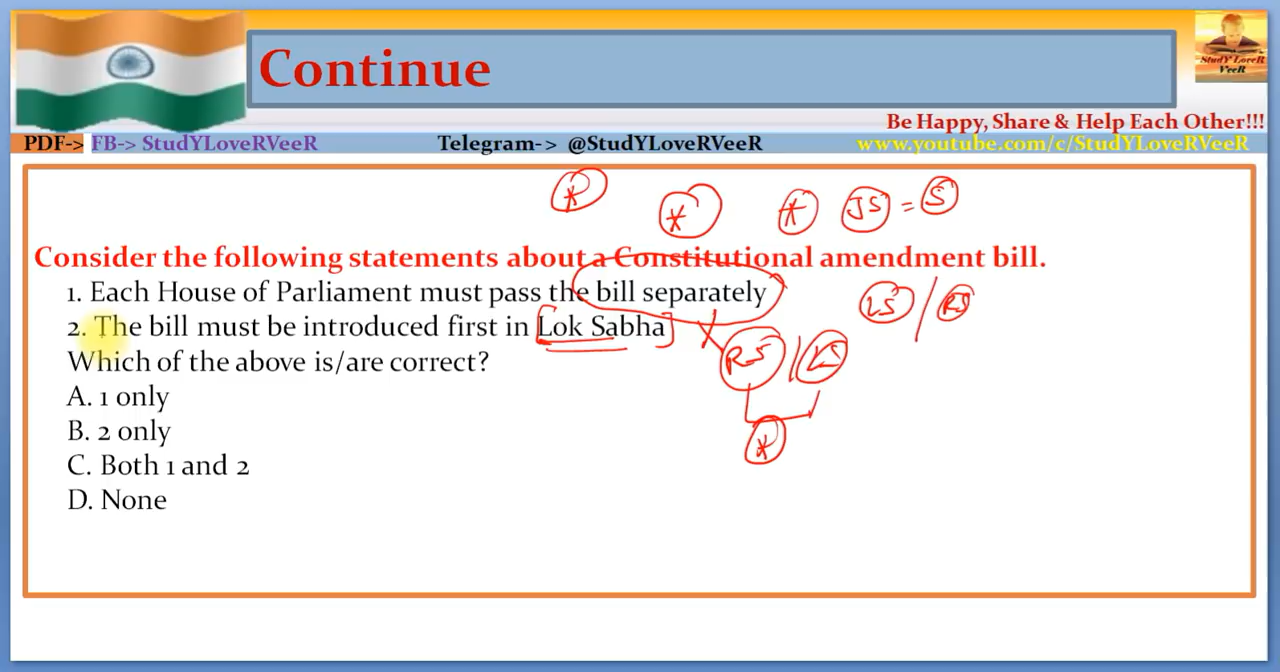 Continue
StudY LoveR
VeeR
Be Happy, Share & Help Each Other!!!
PDF-> FB-> StudYLoveRVeeR Telegram-> @StudYLoveRVeeR www.youtube.com/c/StudYLoveRVeeR
JS = S
Consider the following statements about a Constitutional amendment bill.
1. Each House of Parliament must pass the bill separately
LS / RS
2. The bill must be introduced first in [Lok Sabha]
RS / LS
Which of the above is/are correct?
A. 1 only
B. 2 only
C. Both 1 and 2
D. None